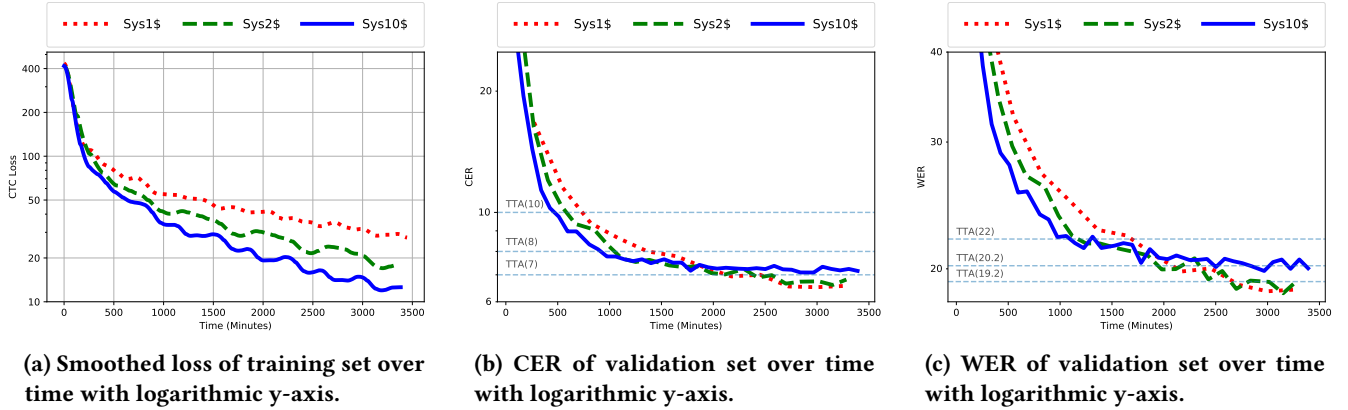 Sys1$ Sys2$ Sys10$
CTC Loss
400
200
100
50
20
10
0 500 1000 1500 2000 2500 3000 3500
Time (Minutes)
(a) Smoothed loss of training set over
time with logarithmic y-axis.
Sys1$ Sys2$ Sys10$
CER
20
10
6
TTA(10)
TTA(8)
TTA(7)
0 500 1000 1500 2000 2500 3000 3500
Time (Minutes)
(b) CER of validation set over time
with logarithmic y-axis.
Sys1$ Sys2$ Sys10$
WER
40
30
20
TTA(22)
TTA(20.2)
TTA(19.2)
0 500 1000 1500 2000 2500 3000 3500
Time (Minutes)
(c) WER of validation set over time
with logarithmic y-axis.